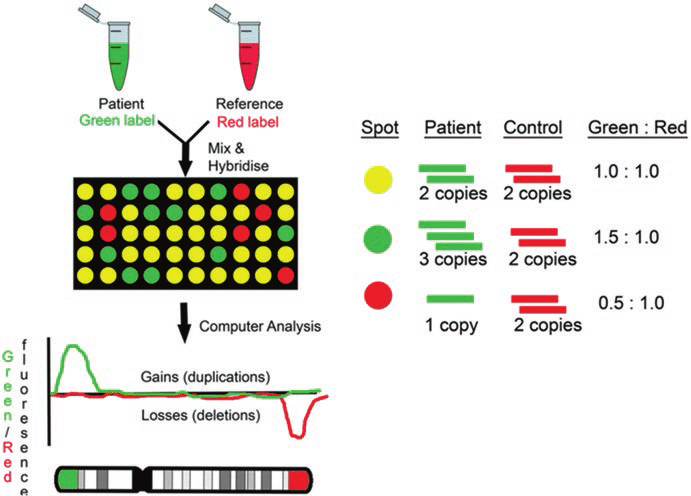 Patient
Green label
Reference
Red label
Mix &
Hybridise
Computer Analysis
Green/Red
fluoresence
Gains (duplications)
Losses (deletions)
Spot Patient Control Green : Red
2 copies 2 copies 1.0 : 1.0
3 copies 2 copies 1.5 : 1.0
1 copy 2 copies 0.5 : 1.0